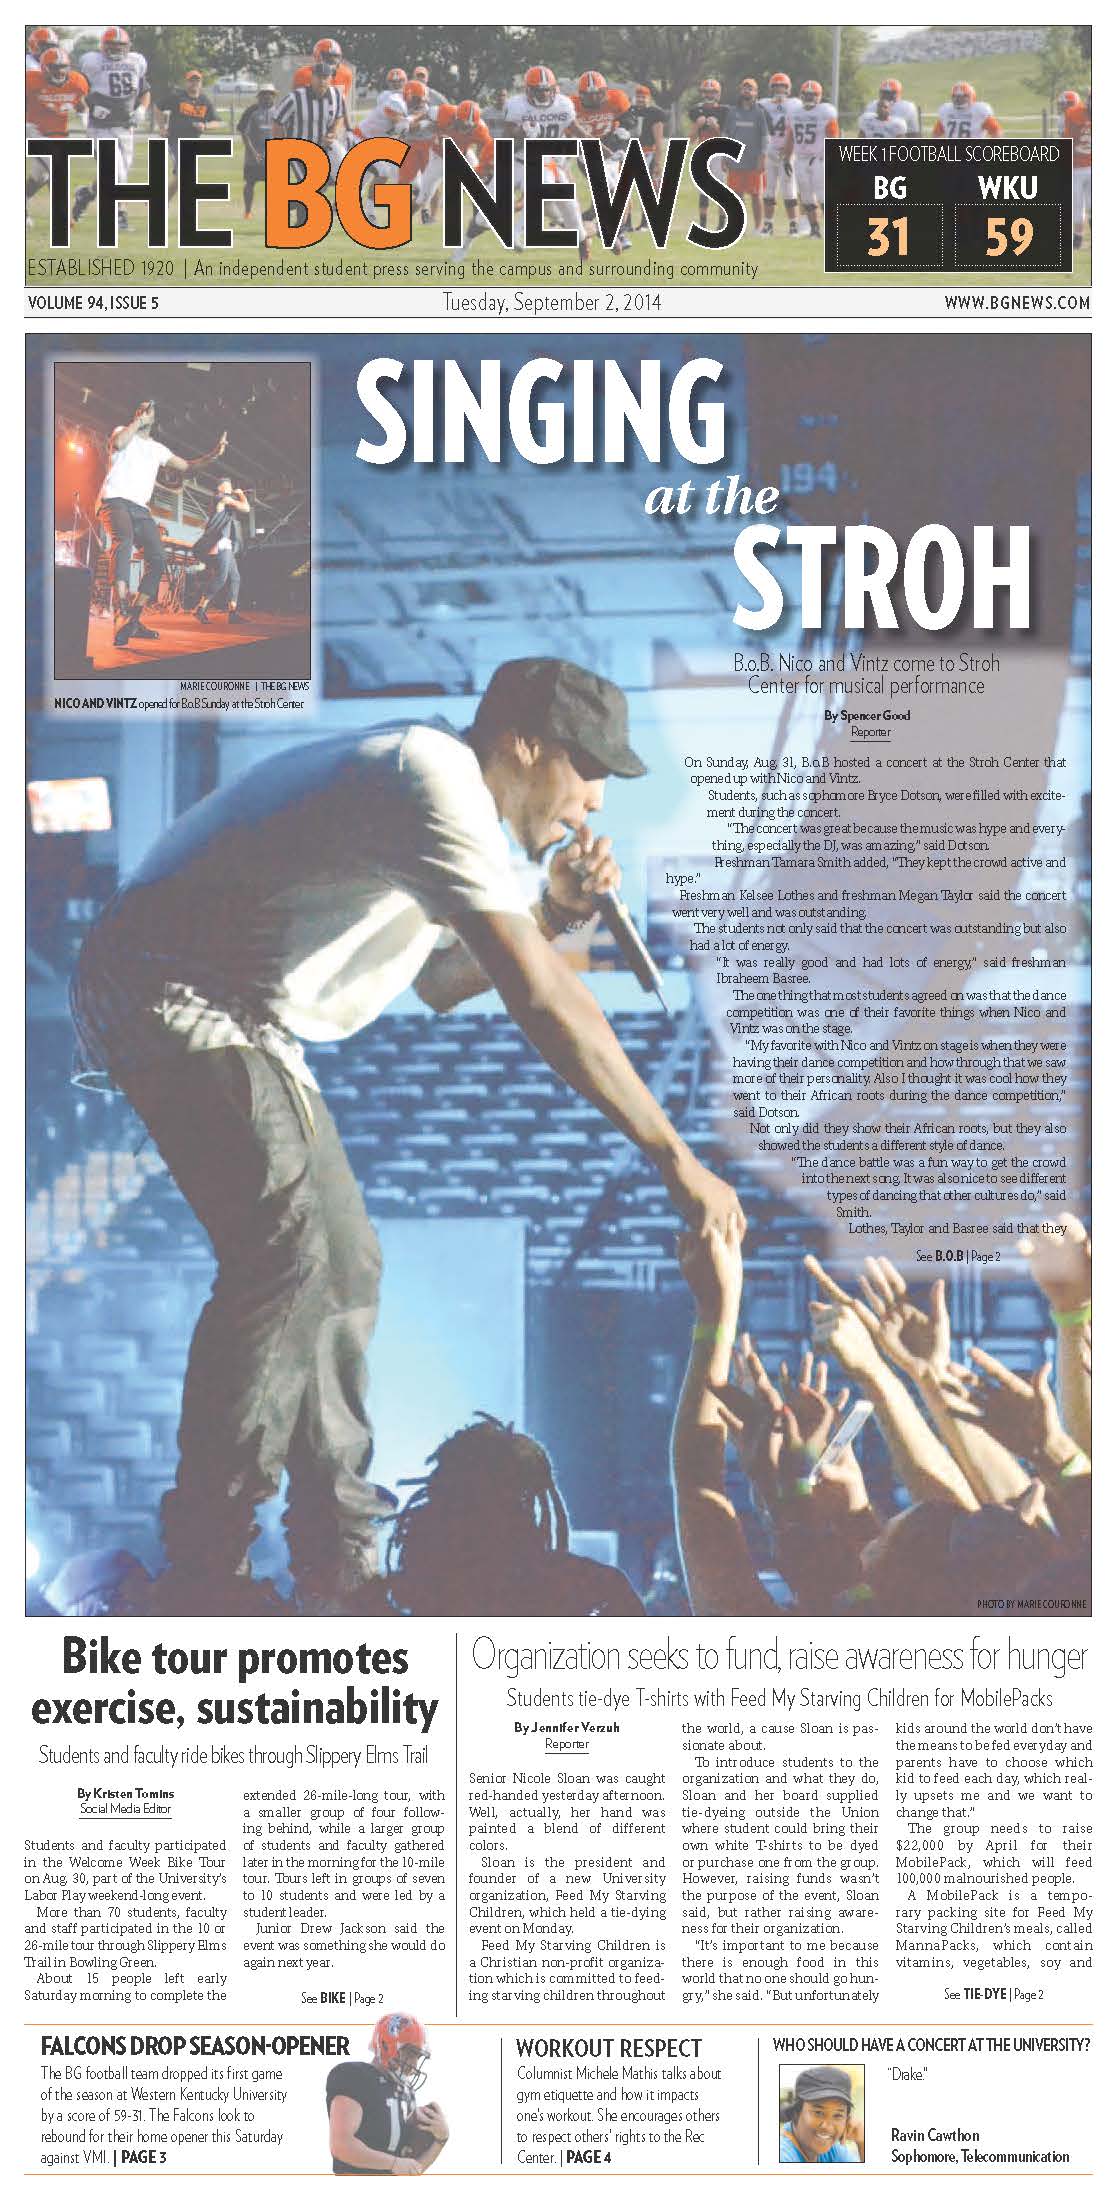 THE BG NEWS
ESTABLISHED 1920 | An independent student press serving the campus and surrounding community
WEEK 1 FOOTBALL SCOREBOARD
BG WKU
31 59
VOLUME 94, ISSUE 5
Tuesday, September 2, 2014
WWW.BGNEWS.COM
SINGING
at the
STROH
194
MARIE COURONNE | THE BG NEWS
NICO AND VINTZ opened for B.o.B Sunday at the Stroh Center.
B.o.B. Nico and Vintz come to Stroh
Center for musical performance
By Spencer Good
Reporter
On Sunday, Aug. 31, B.o.B hosted a concert at the Stroh Center that
opened up with Nico and Vintz.
Students, such as sophomore Bryce Dotson, were filled with excite-
ment during the concert.
"The concert was great because the music was hype and every-
thing, especially the DJ, was amazing," said Dotson.
Freshman Tamara Smith added, "They kept the crowd active and
hype."
Freshman Kelsee Lothes and freshman Megan Taylor said the concert
went very well and was outstanding.
The students not only said that the concert was outstanding but also
had a lot of energy.
"It was really good and had lots of energy," said freshman
Ibraheem Basree.
The one thing that most students agreed on was that the dance
competition was one of their favorite things when Nico and
Vintz was on the stage.
"My favorite with Nico and Vintz on stage is when they were
having their dance competition and how through that we saw
more of their personality. Also I thought it was cool how they
went to their African roots during the dance competition,"
said Dotson.
Not only did they show their African roots, but they also
showed the students a different style of dance.
"The dance battle was a fun way to get the crowd
into the next song. It was also nice to see different
types of dancing that other cultures do," said
Smith.
Lothes, Taylor and Basree said that they
See B.O.B | Page 2
PHOTO BY MARIE COURONNE
Bike tour promotes
exercise, sustainability
Students and faculty ride bikes through Slippery Elms Trail
By Kristen Tomins
Social Media Editor
Students and faculty participated
in the Welcome Week Bike Tour
on Aug. 30, part of the University's
Labor Play weekend-long event.
More than 70 students, faculty
and staff participated in the 10 or
26-mile tour through Slippery Elms
Trail in Bowling Green.
About 15 people left early
Saturday morning to complete the
extended 26-mile-long tour, with
a smaller group of four follow-
ing behind, while a larger group
of students and faculty gathered
later in the morning for the 10-mile
tour. Tours left in groups of seven
to 10 students and were led by a
student leader.
Junior Drew Jackson said the
event was something she would do
again next year.
See BIKE | Page 2
Organization seeks to fund, raise awareness for hunger
Students tie-dye T-shirts with Feed My Starving Children for MobilePacks
By Jennifer Verzuh
Reporter
Senior Nicole Sloan was caught
red-handed yesterday afternoon.
Well, actually, her hand was
painted a blend of different
colors.
Sloan is the president and
founder of a new University
organization, Feed My Starving
Children, which held a tie-dying
event on Monday.
Feed My Starving Children is
a Christian non-profit organiza-
tion which is committed to feed-
ing starving children throughout
the world, a cause Sloan is pas-
sionate about.
To introduce students to the
organization and what they do,
Sloan and her board supplied
tie-dyeing outside the Union
where student could bring their
own white T-shirts to be dyed
or purchase one from the group.
However, raising funds wasn't
the purpose of the event, Sloan
said, but rather raising aware-
ness for their organization.
"It's important to me because
there is enough food in this
world that no one should go hun-
gry," she said. "But unfortunately
kids around the world don't have
the means to be fed everyday and
parents have to choose which
kid to feed each day, which real-
ly upsets me and we want to
change that."
The group needs to raise
$22,000 by April for their
MobilePack, which will feed
100,000 malnourished people.
A MobilePack is a tempo-
rary packing site for Feed My
Starving Children's meals, called
MannaPacks, which contain
vitamins, vegetables, soy and
See TIE-DYE | Page 2
FALCONS DROP SEASON-OPENER
The BG football team dropped its first game
of the season at Western Kentucky University
by a score of 59-31. The Falcons look to
rebound for their home opener this Saturday
against VMI. | PAGE 3
WORKOUT RESPECT
Columnist Michele Mathis talks about
gym etiquette and how it impacts
one's workout. She encourages others
to respect others' rights to the Rec
Center. | PAGE 4
WHO SHOULD HAVE A CONCERT AT THE UNIVERSITY?
"Drake."
Ravin Cawthon
Sophomore, Telecommunication